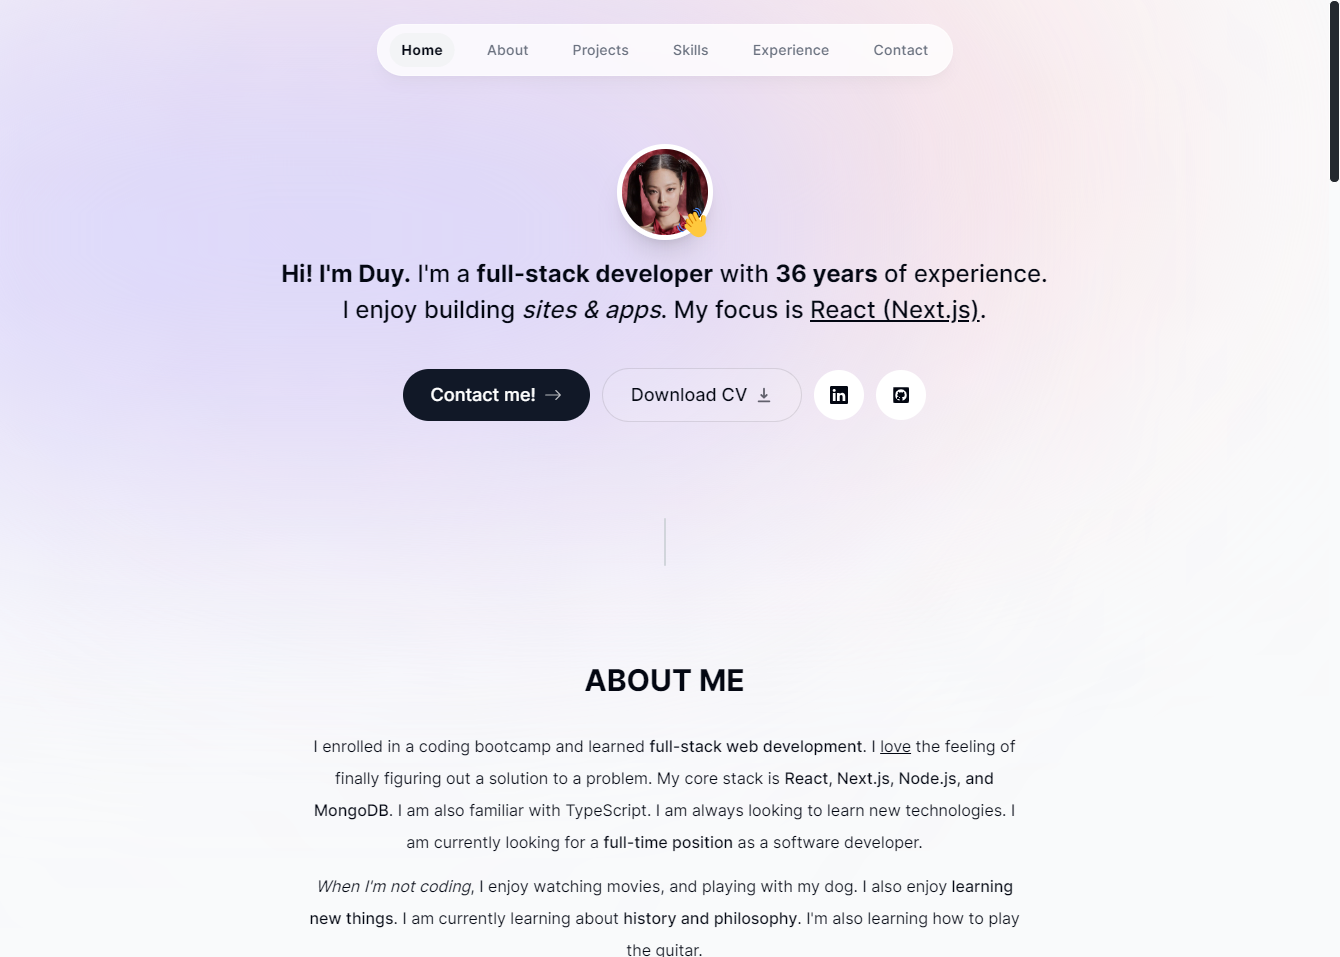 Home About Projects Skills Experience Contact
Hi! I'm Duy. I'm a full-stack developer with 36 years of experience.
I enjoy building sites & apps. My focus is React (Next.js).
Contact me! Download CV in
ABOUT ME
I enrolled in a coding bootcamp and learned full-stack web development. I love the feeling of
finally figuring out a solution to a problem. My core stack is React, Next.js, Node.js, and
MongoDB. I am also familiar with TypeScript. I am always looking to learn new technologies. I
am currently looking for a full-time position as a software developer.
When I'm not coding, I enjoy watching movies, and playing with my dog. I also enjoy learning
new things. I am currently learning about history and philosophy. I'm also learning how to play
the guitar.